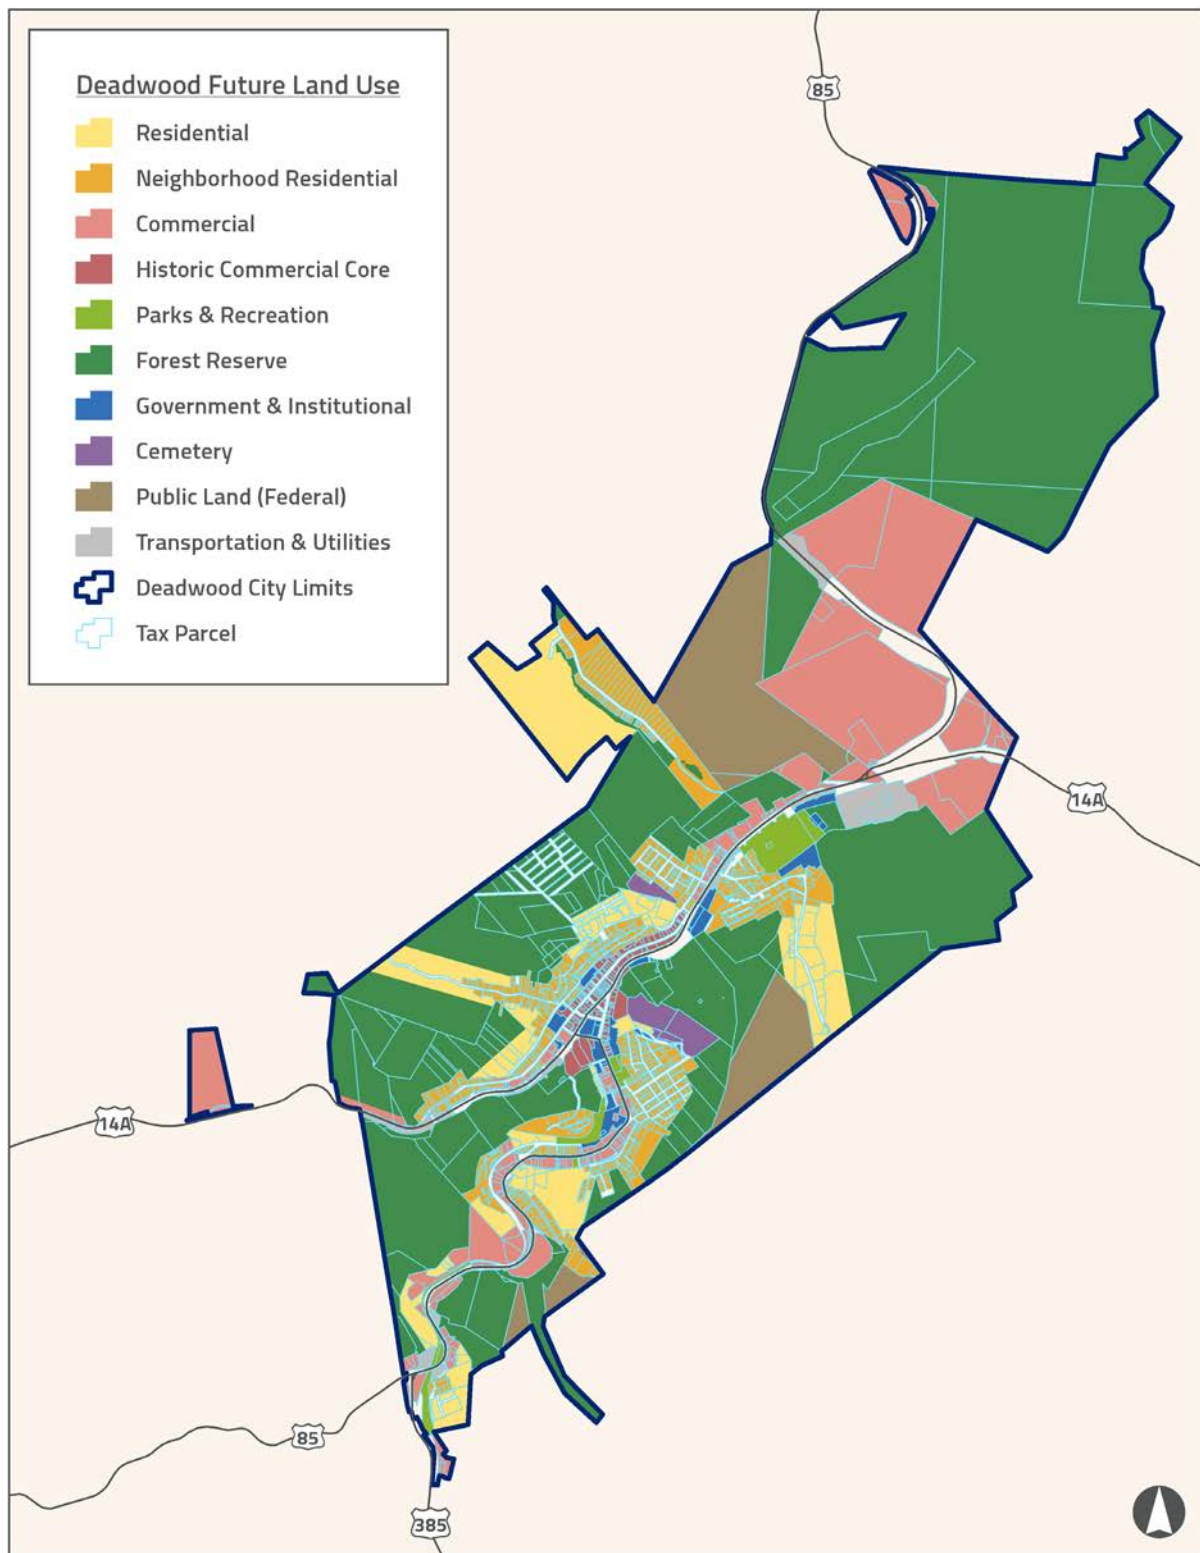 85
Deadwood Future Land Use
Residential
Neighborhood Residential
Commercial
Historic Commercial Core
Parks & Recreation
Forest Reserve
Government & Institutional
Cemetery
Public Land (Federal)
Transportation & Utilities
Deadwood City Limits
Tax Parcel
14A
14A
85
385